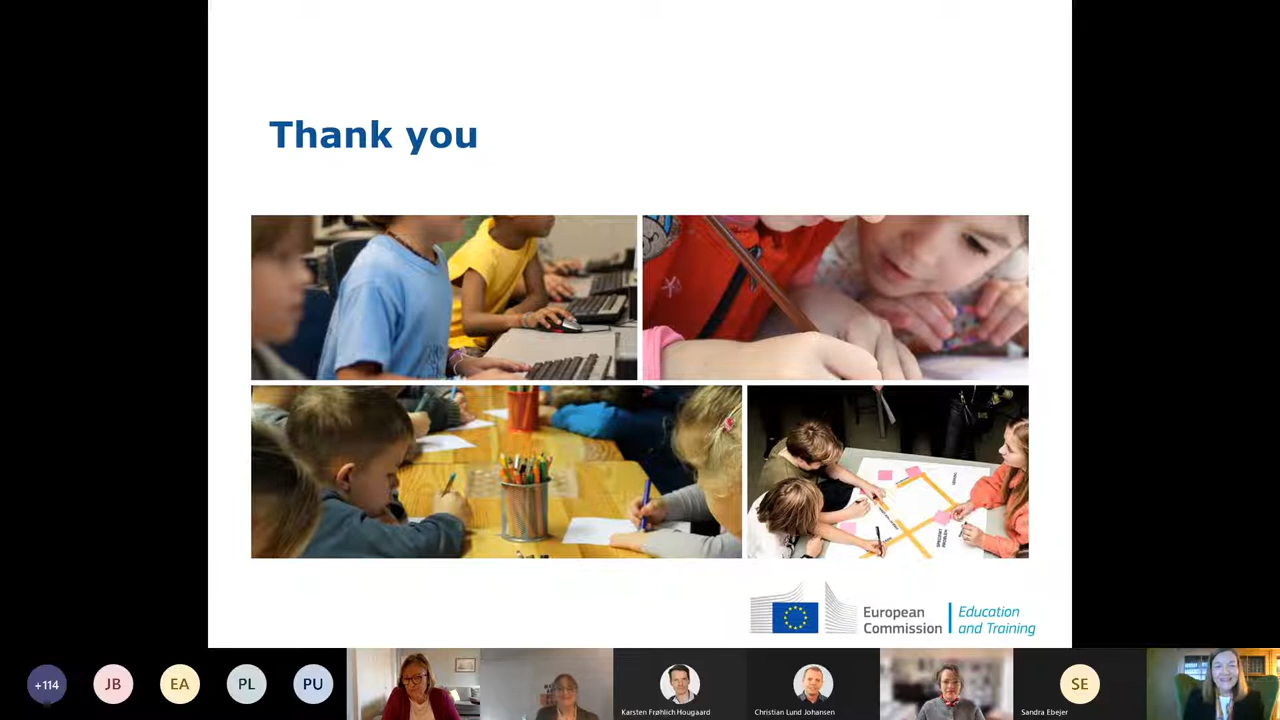 Thank you
European
Commission
Education
and Training
+114
JB
EA
PL
PU
Karsten Frøhlich Hougaard
Christian Lund Johansen
SE
Sandra Ebejer